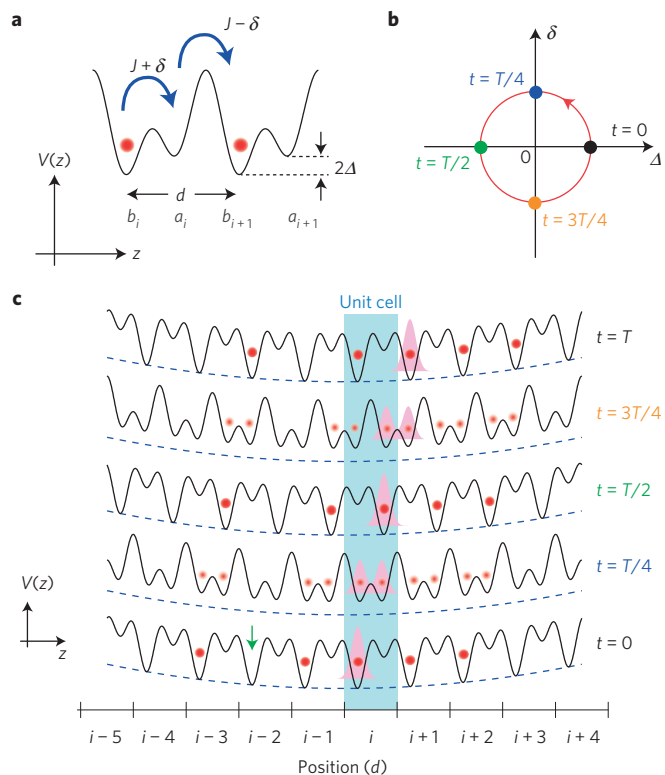 a
J + δ
J − δ
V(z)
2Δ
d
b_i
a_i
b_{i+1}
a_{i+1}
z
b
δ
t = T/4
t = 0
t = T/2
0
Δ
t = 3T/4
c
Unit cell
t = T
t = 3T/4
t = T/2
t = T/4
V(z)
z
t = 0
i − 5
i − 4
i − 3
i − 2
i − 1
i
i + 1
i + 2
i + 3
i + 4
Position (d)